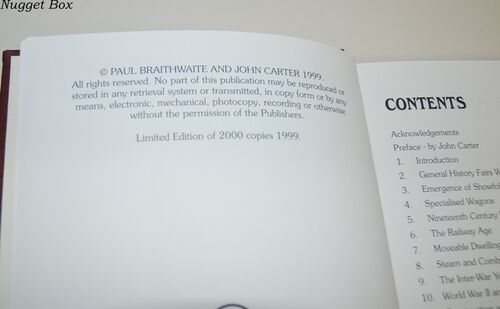 Nugget Box
© PAUL BRAITHWAITE AND JOHN CARTER 1999.
All rights reserved. No part of this publication may be reproduced or
stored in any retrieval system or transmitted, in copy form or by any
means, electronic, mechanical, photocopy, recording or otherwise
without the permission of the Publishers.
Limited Edition of 2000 copies 1999.
CONTENTS
Acknowledgements
Preface - by John Carter
1. Introduction
2. General History Fairs W
3. Emergence of Showfol
4. Specialised Wagons
5. Nineteenth Century
6. The Railway Age
7. Moveable Dwelling
8. Steam and Comb
9. The Inter-War Ye
10. World War II an